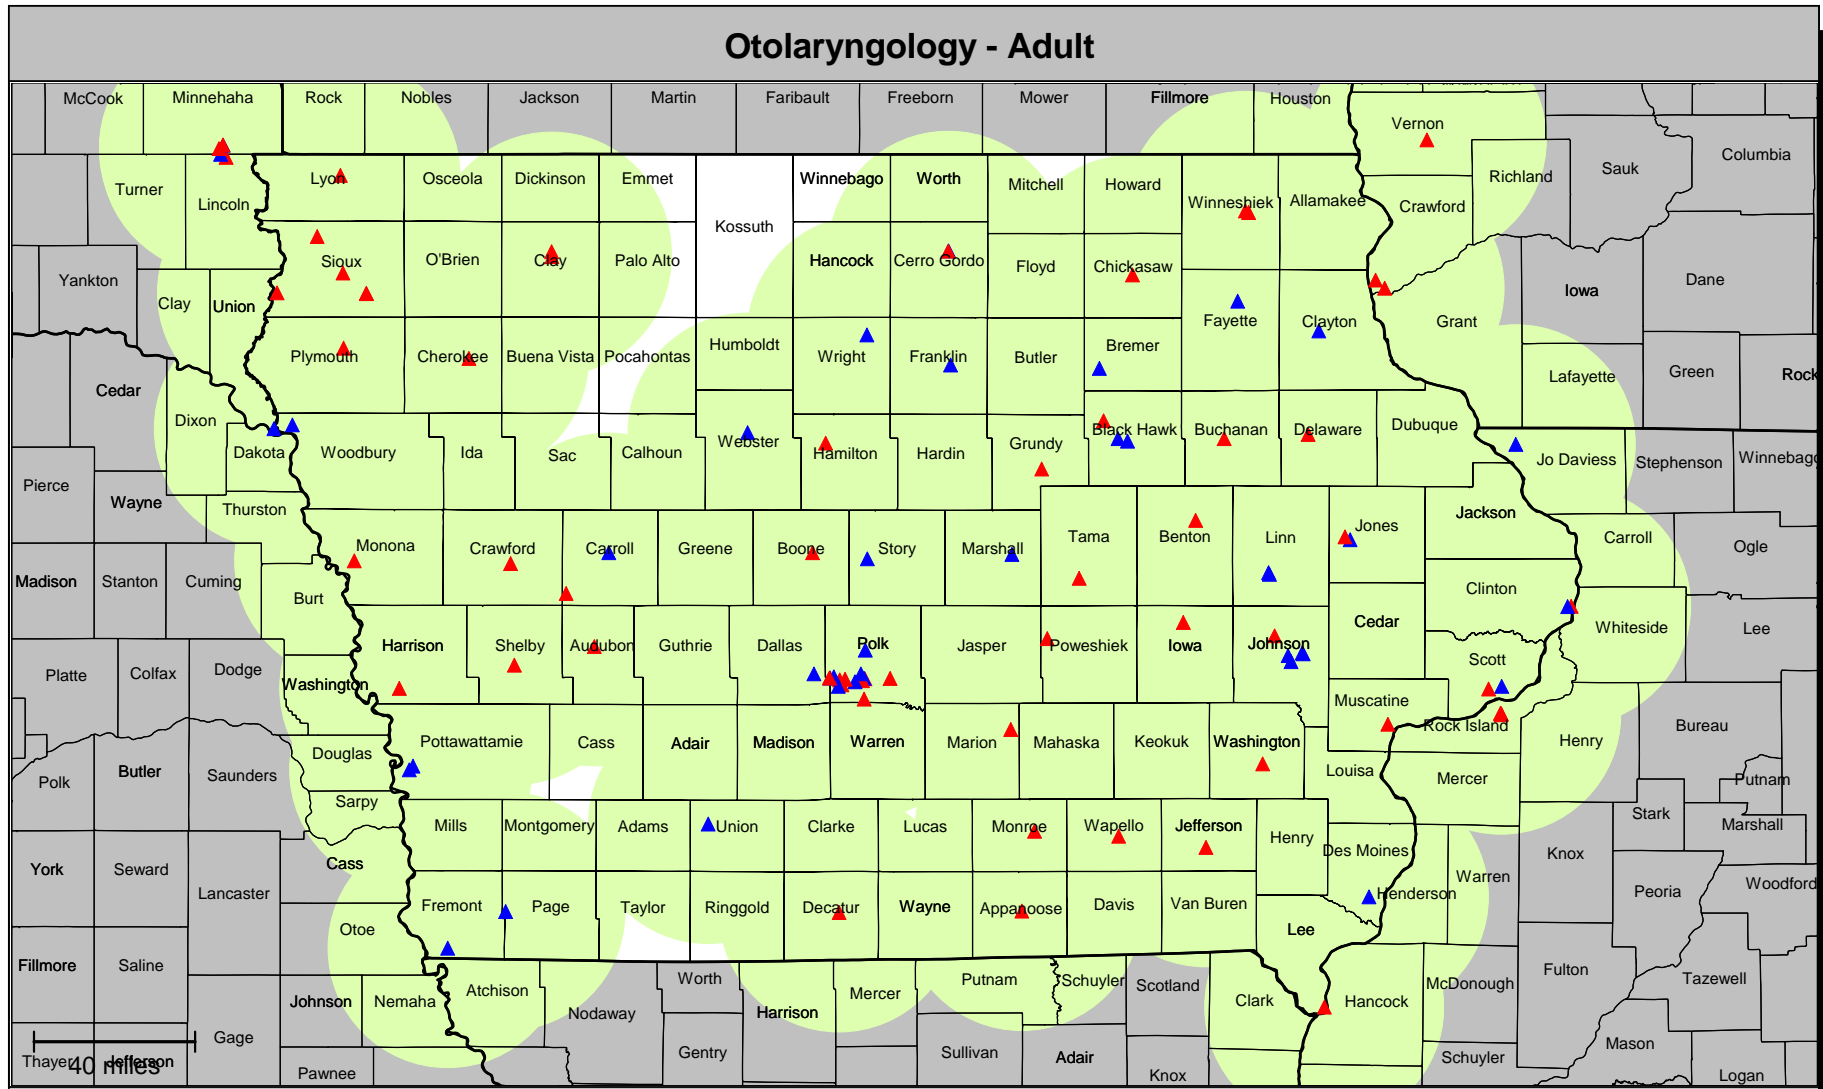 Otolaryngology - Adult
McCook Minnehaha Rock Nobles Jackson Martin Faribault Freeborn Mower Fillmore Houston
Vernon
Columbia
Sauk
Richland
Turner Lyon Osceola Dickinson Emmet Winnebago Worth Mitchell Howard
Lincoln Winneshiek Allamakee Crawford
Kossuth
Yankton Sioux O'Brien Clay Palo Alto Hancock Cerro Gordo Floyd Chickasaw Dane
Clay Union Iowa
Fayette Clayton Grant
Plymouth Cherokee Buena Vista Pocahontas Humboldt Wright Franklin Butler Bremer
Cedar Lafayette Green Rock
Dixon Dubuque
Webster Grundy Black Hawk Buchanan Delaware
Dakota Woodbury Ida Sac Calhoun Hamilton Hardin Jo Daviess Stephenson Winnebago
Pierce
Wayne Thurston Jackson
Monona Crawford Carroll Greene Boone Story Marshall Tama Benton Linn Jones Carroll Ogle
Madison Stanton Cuming Burt Clinton
Cedar Whiteside Lee
Harrison Shelby Audubon Guthrie Dallas Polk Jasper Poweshiek Iowa Johnson
Platte Colfax Dodge Scott
Washington Muscatine
Rock Island Bureau
Pottawattamie Cass Adair Madison Warren Marion Mahaska Keokuk Washington Henry
Douglas
Polk Butler Saunders Louisa Mercer Putnam
Sarpy Stark
Mills Montgomery Adams Union Clarke Lucas Monroe Wapello Jefferson Henry Marshall
Des Moines Knox
York Seward Cass Warren
Lancaster Henderson Peoria Woodford
Fremont Page Taylor Ringgold Decatur Wayne Appanoose Davis Van Buren
Otoe Lee
Fillmore Saline Worth Putnam Schuyler Scotland McDonough Fulton Tazewell
Johnson Nemaha Atchison Nodaway Harrison Mercer Clark Hancock
Gage Gentry Sullivan Adair Schuyler Mason
Thayer Jefferson
40 miles
Pawnee Knox Logan